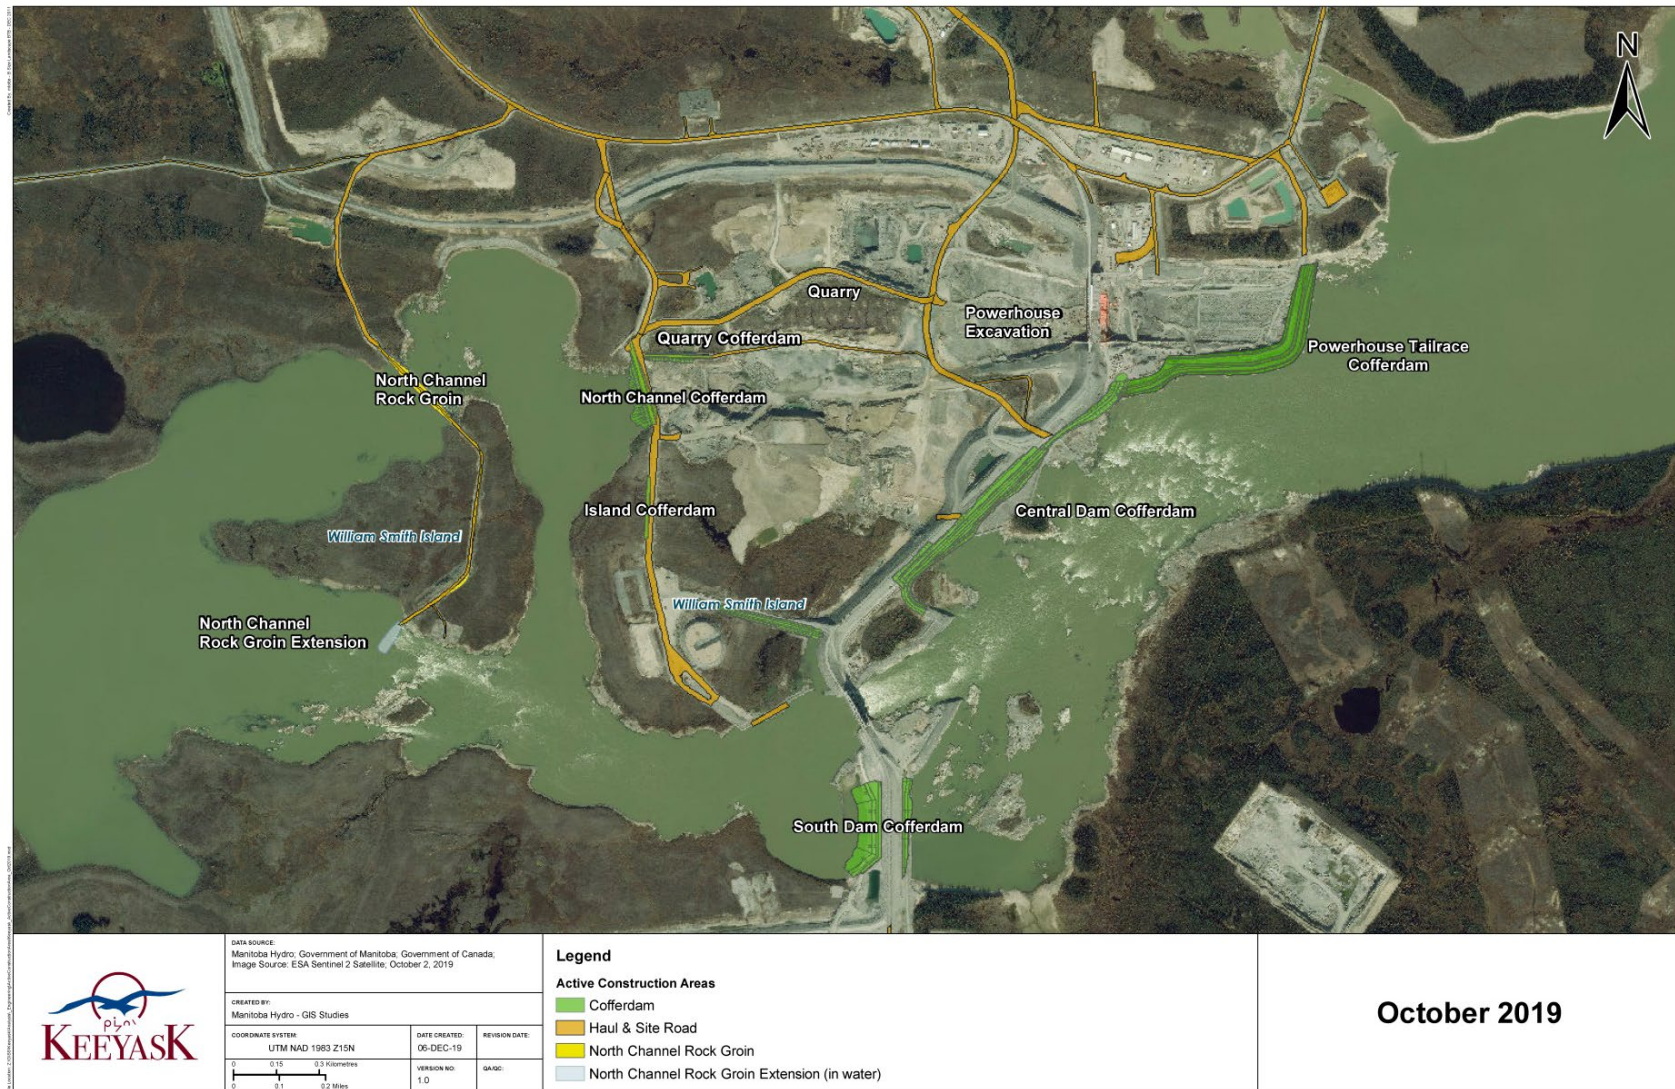 N
Quarry
Powerhouse
Excavation
Quarry Cofferdam
Powerhouse Tailrace
Cofferdam
North Channel
Rock Groin
North Channel Cofferdam
Island Cofferdam
Central Dam Cofferdam
William Smith Island
William Smith Island
North Channel
Rock Groin Extension
South Dam Cofferdam
KEEYASK
DATA SOURCE:
Manitoba Hydro; Government of Manitoba; Government of Canada;
Image Source: ESA Sentinel 2 Satellite; October 2, 2019
CREATED BY:
Manitoba Hydro - GIS Studies
COORDINATE SYSTEM:
UTM NAD 1983 Z15N
DATE CREATED:
06-DEC-19
REVISION DATE:
0 0.15 0.3 Kilometres
0 0.1 0.2 Miles
VERSION NO:
1.0
QA/QC:
Legend
Active Construction Areas
Cofferdam
Haul & Site Road
North Channel Rock Groin
North Channel Rock Groin Extension (in water)
October 2019